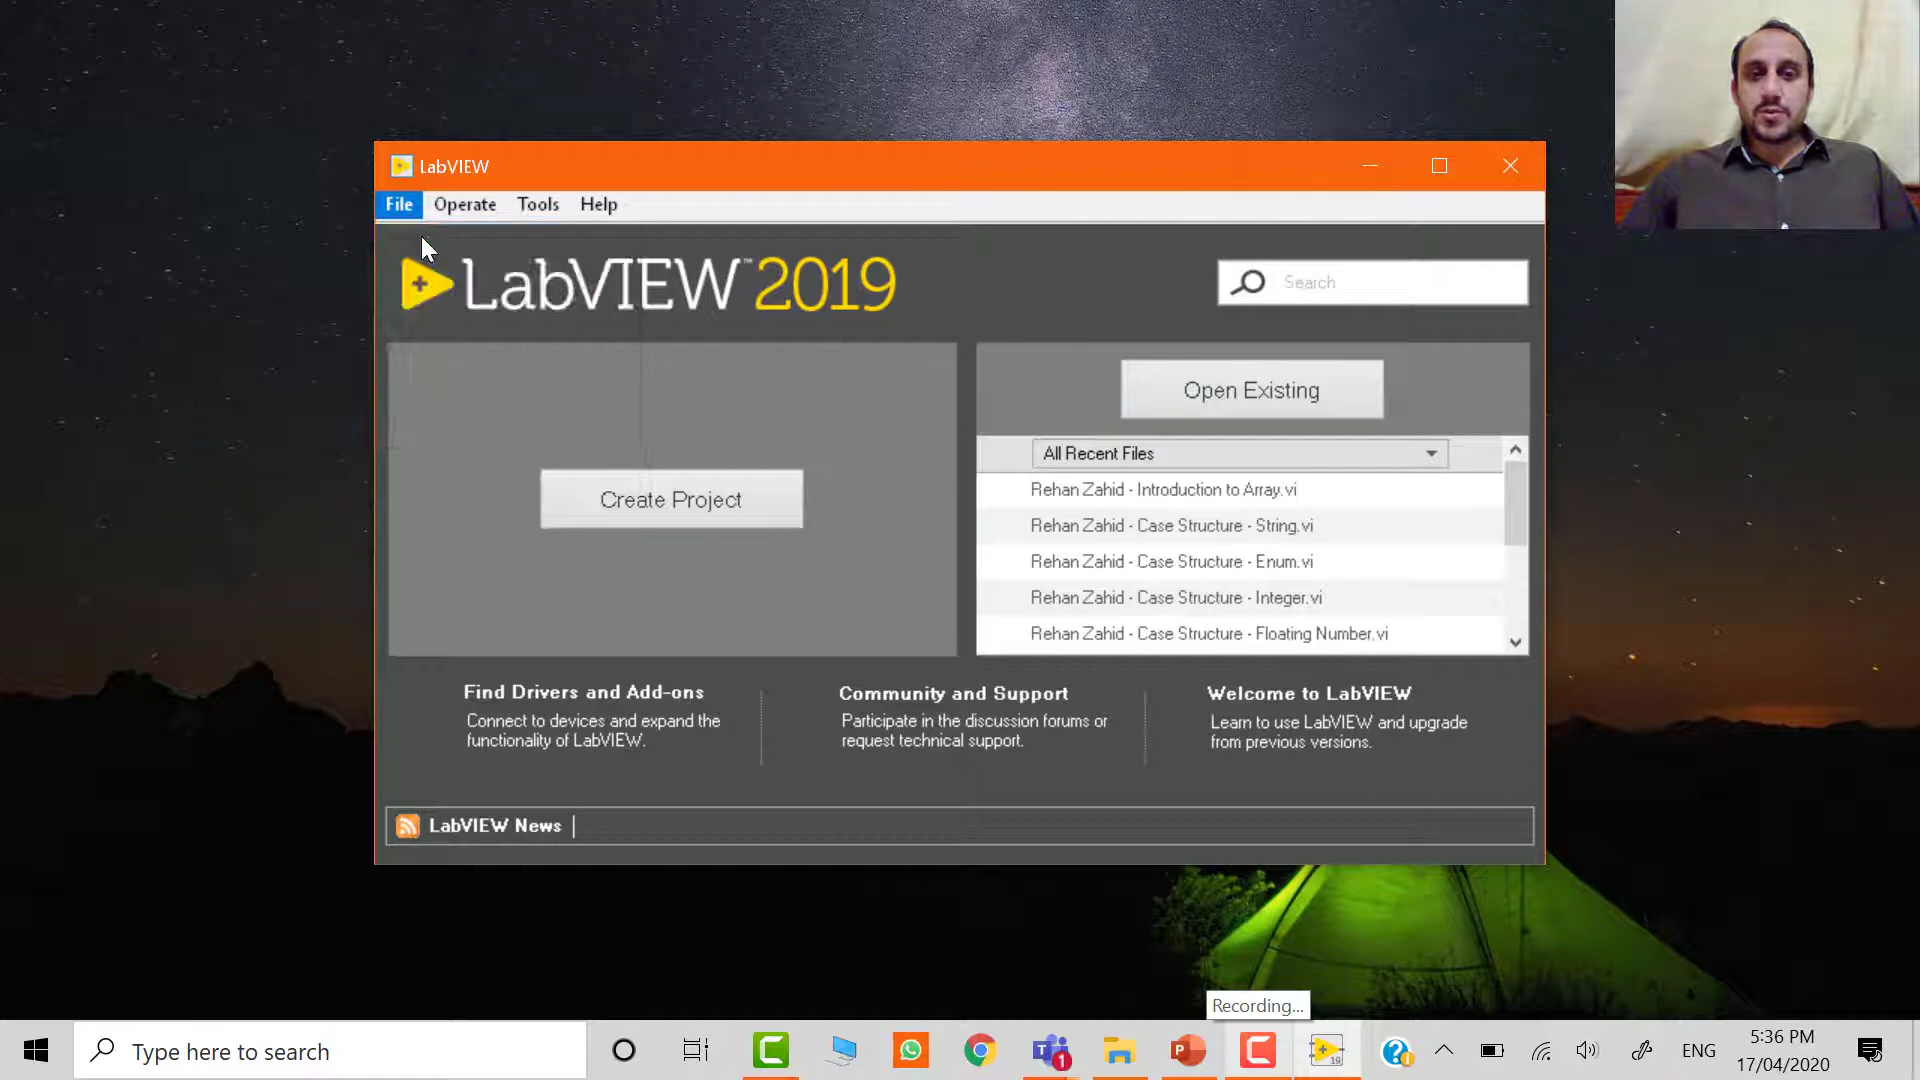 LabVIEW
File Operate Tools Help
LabVIEW™ 2019
Search
Create Project
Open Existing
All Recent Files
Rehan Zahid - Introduction to Array.vi
Rehan Zahid - Case Structure - String.vi
Rehan Zahid - Case Structure - Enum.vi
Rehan Zahid - Case Structure - Integer.vi
Rehan Zahid - Case Structure - Floating Number.vi
Find Drivers and Add-ons
Connect to devices and expand the
functionality of LabVIEW.
Community and Support
Participate in the discussion forums or
request technical support.
Welcome to LabVIEW
Learn to use LabVIEW and upgrade
from previous versions.
LabVIEW News
Recording...
Type here to search
1
P
19
ENG
5:36 PM
17/04/2020